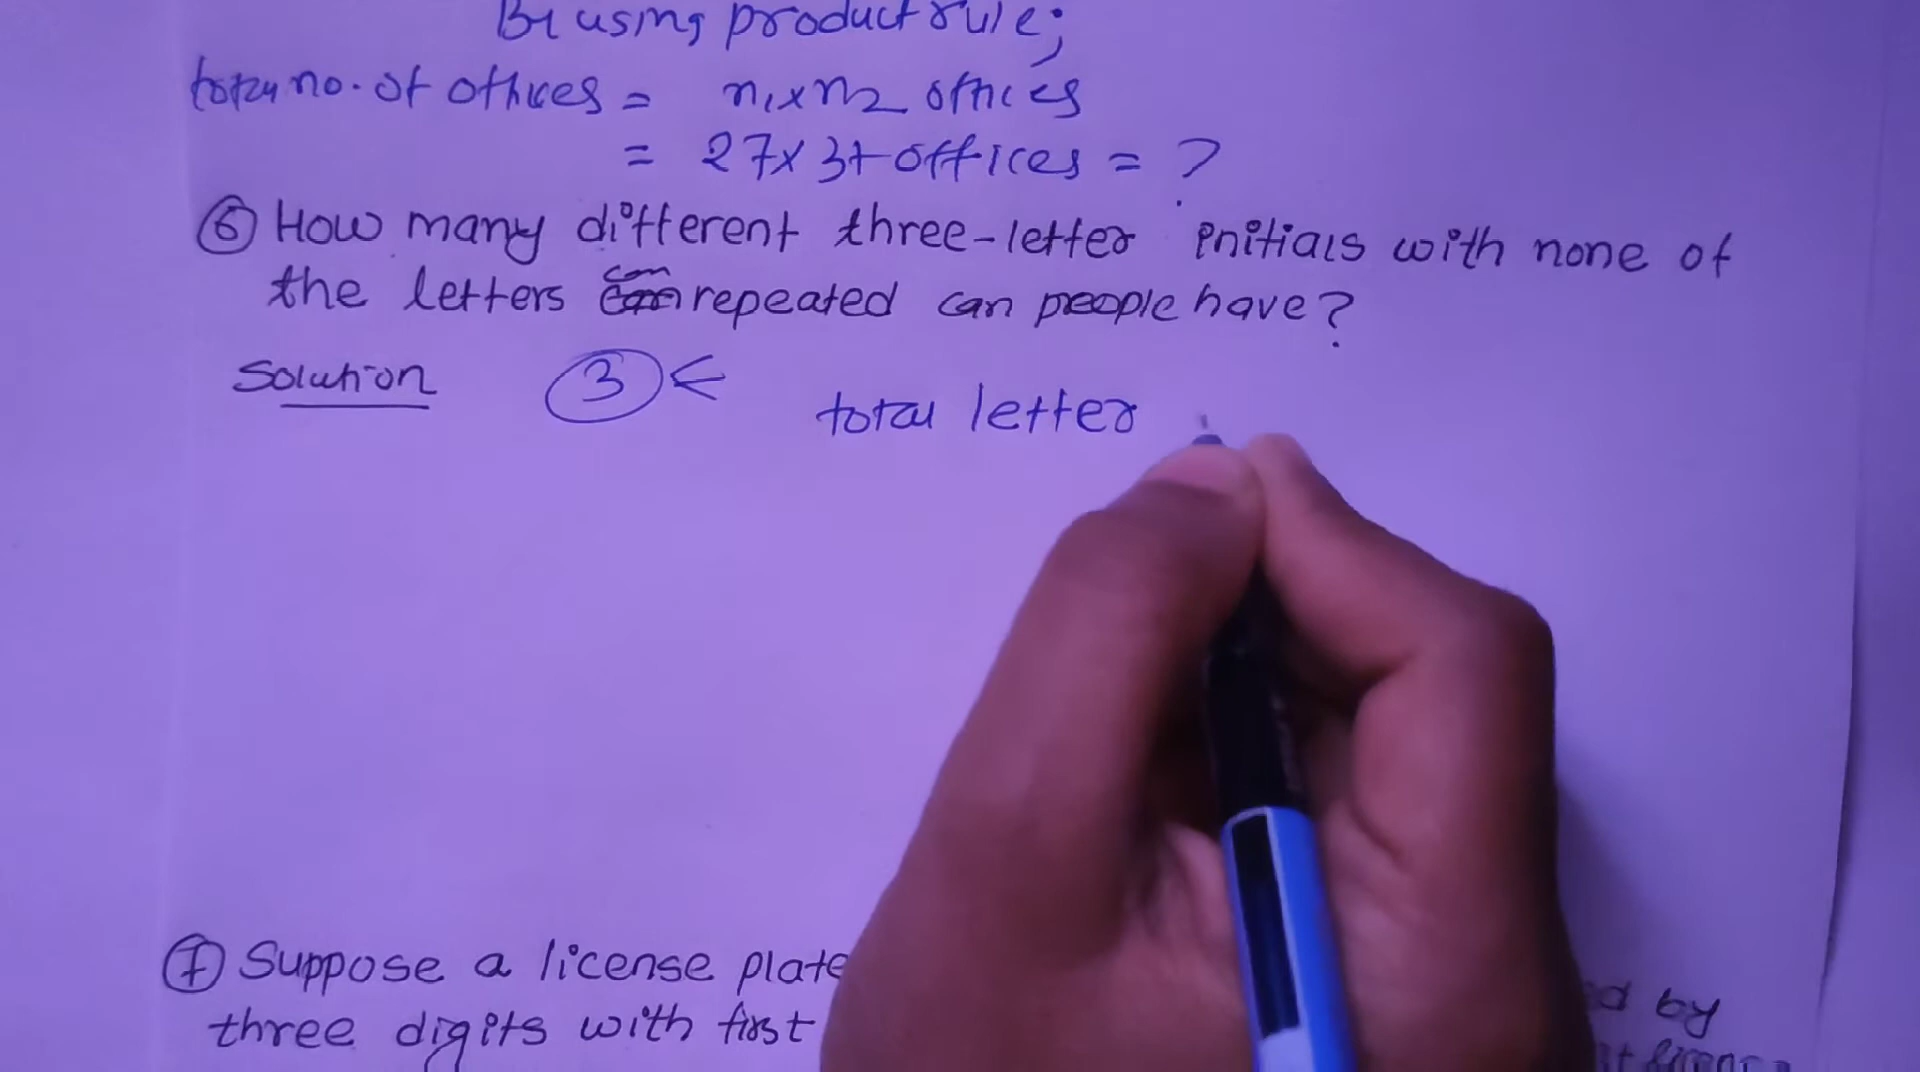 By using product rule;
total no. of offices = n1 x n2 offices
= 27 x 37 offices = ?
⑥ How many different three-letter initials with none of
the letters can repeated can people have?
Solution ③ ←
total letter
⑦ Suppose a license plate
three digits with first
by